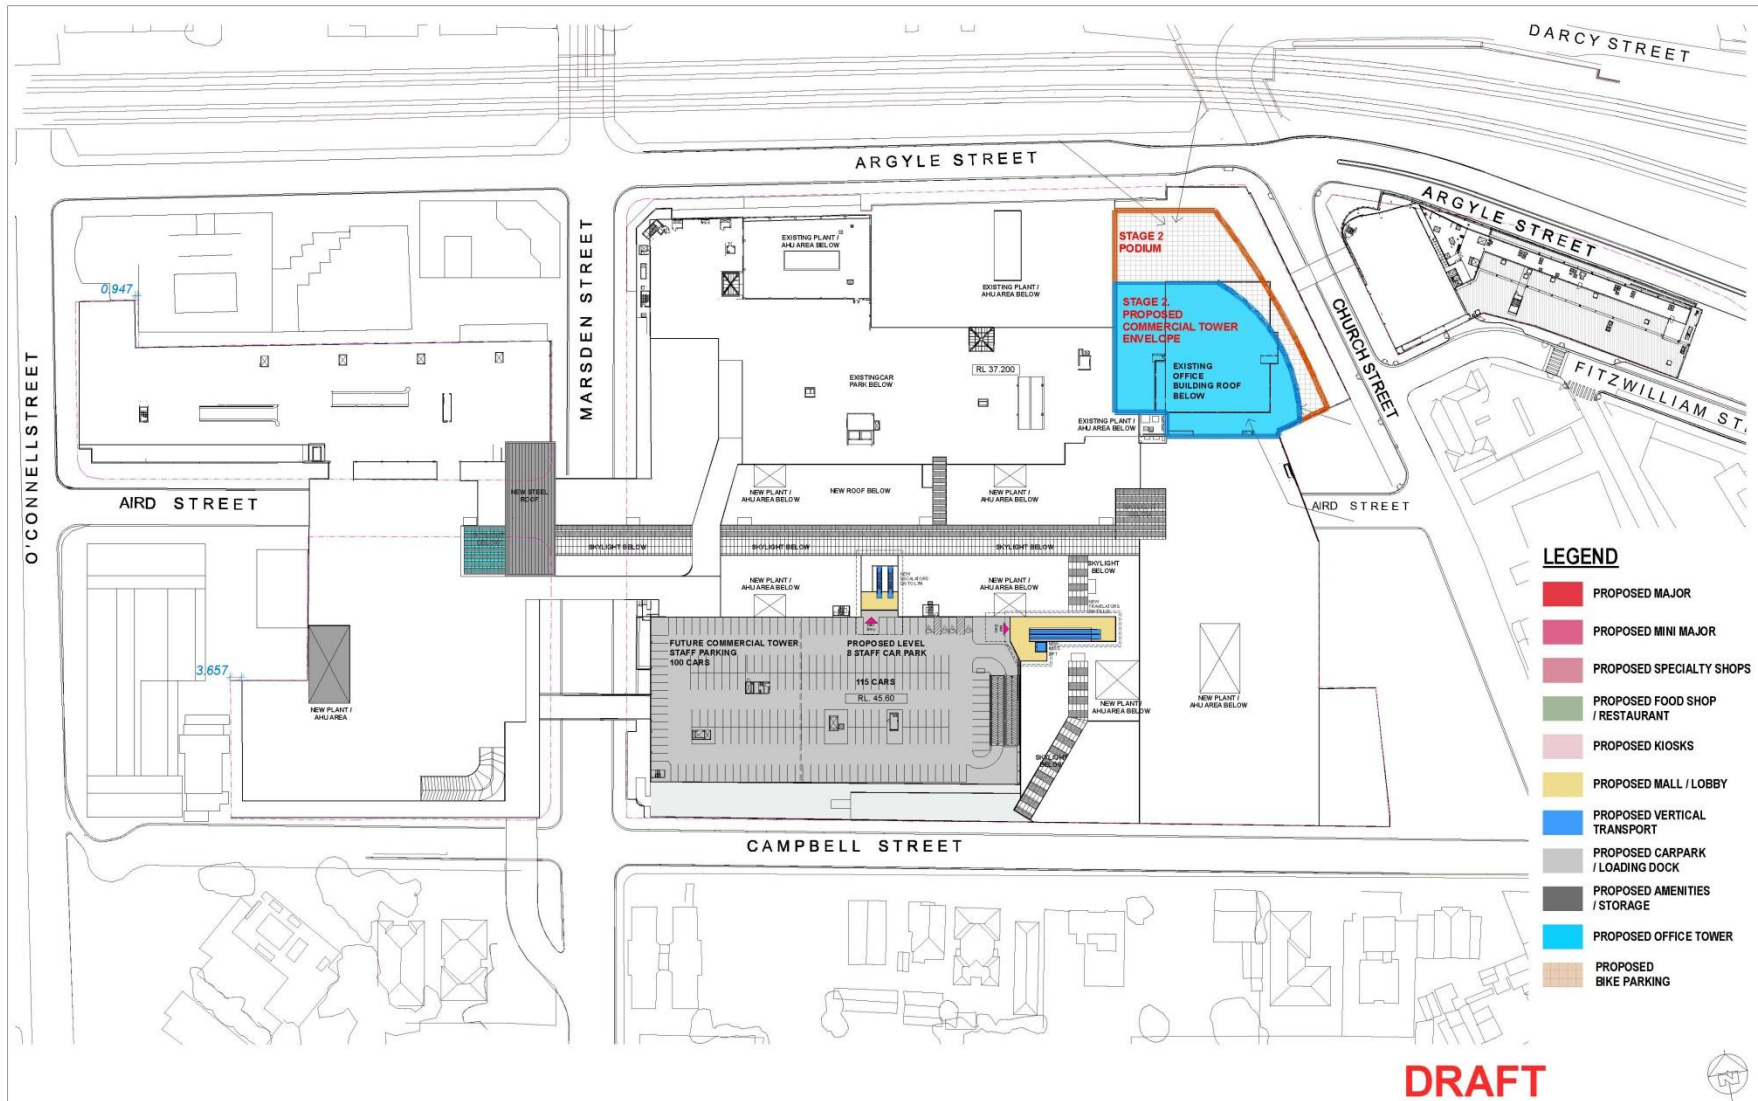 DARCY STREET
ARGYLE STREET
ARGYLE STREET
MARSDEN STREET
O'CONNELLSTREET
CHURCH STREET
FITZWILLIAM ST
AIRD STREET
AIRD STREET
CAMPBELL STREET
0.947
3.657
EXISTING PLANT /
AHU AREA BELOW
EXISTING PLANT /
AHU AREA BELOW
STAGE 2
PODIUM
STAGE 2.
PROPOSED
COMMERCIAL TOWER
ENVELOPE
EXISTING
OFFICE
BUILDING ROOF
BELOW
RL 37.200
EXISTINGCAR
PARK BELOW
EXISTING PLANT /
AHU AREA BELOW
NEW STEEL
ROOF
NEW PLANT /
AHU AREA BELOW
NEW ROOF BELOW
NEW PLANT /
AHU AREA BELOW
SKYLIGHT BELOW
SKYLIGHT BELOW
SKYLIGHT BELOW
NEW PLANT /
AHU AREA BELOW
NEW
ESCALATORS
NEW PLANT /
AHU AREA BELOW
SKYLIGHT
BELOW
NEW
TRAVELATORS
FUTURE COMMERCIAL TOWER
STAFF PARKING
100 CARS
PROPOSED LEVEL
8 STAFF CAR PARK
115 CARS
RL. 45.60
NEW PLANT /
AHU AREA
NEW PLANT /
AHU AREA BELOW
NEW PLANT /
AHU AREA BELOW
SKYLIGHT
BELOW
LEGEND
PROPOSED MAJOR
PROPOSED MINI MAJOR
PROPOSED SPECIALTY SHOPS
PROPOSED FOOD SHOP
/ RESTAURANT
PROPOSED KIOSKS
PROPOSED MALL / LOBBY
PROPOSED VERTICAL
TRANSPORT
PROPOSED CARPARK
/ LOADING DOCK
PROPOSED AMENITIES
/ STORAGE
PROPOSED OFFICE TOWER
PROPOSED
BIKE PARKING
DRAFT
N